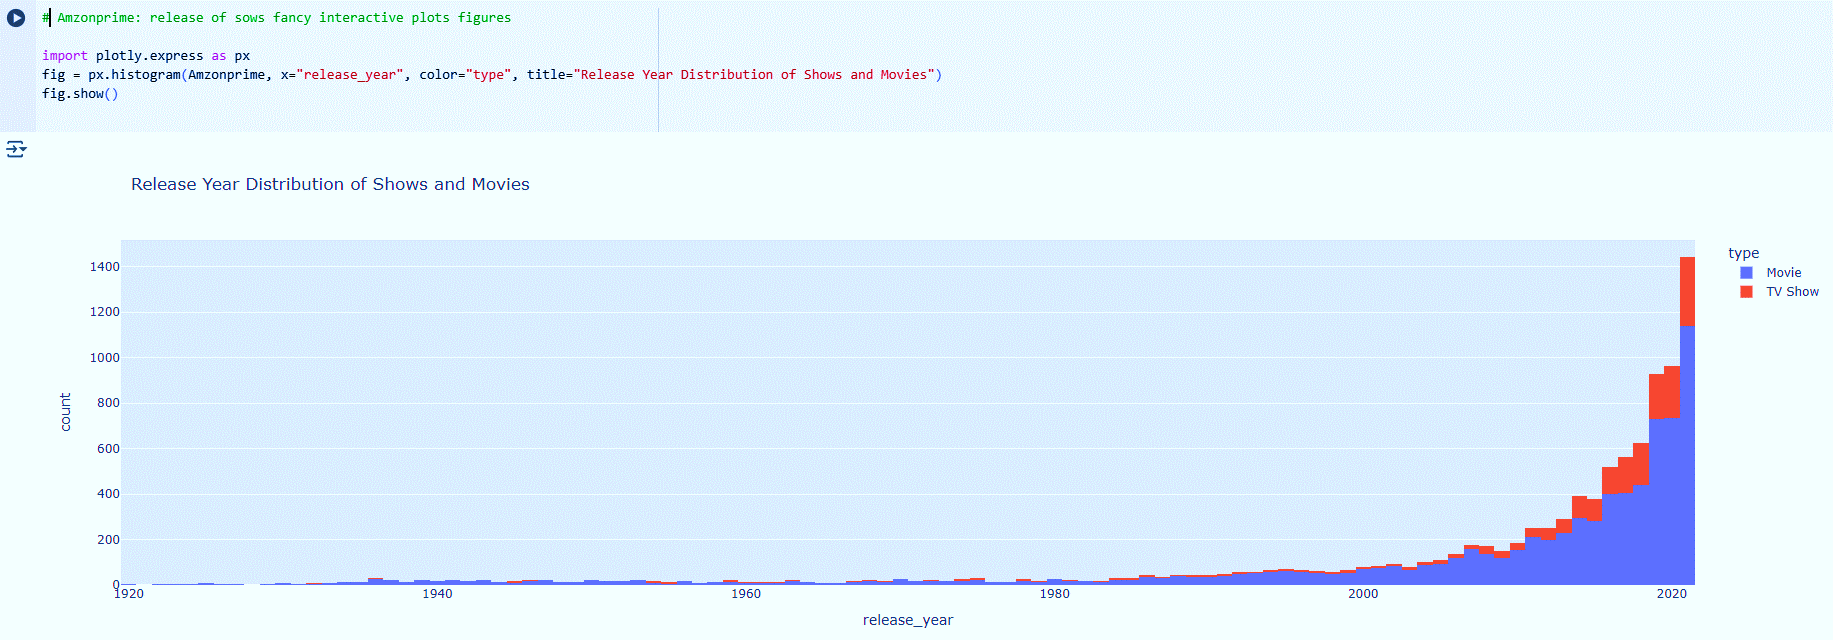 # Amzonprime: release of sows fancy interactive plots figures
import plotly.express as px
fig = px.histogram(Amzonprime, x="release_year", color="type", title="Release Year Distribution of Shows and Movies")
fig.show()
Release Year Distribution of Shows and Movies
type
Movie
TV Show
1400
1200
1000
800
600
400
200
0
count
1920 1940 1960 1980 2000 2020
release_year